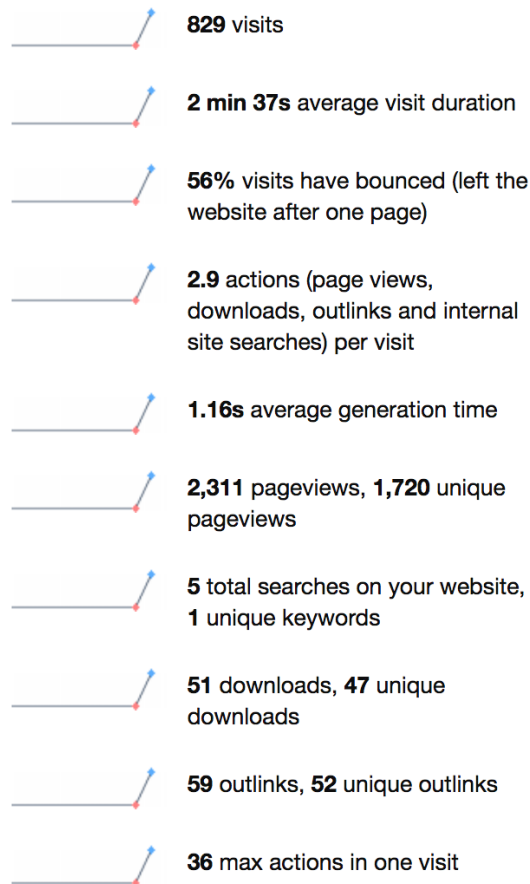 829 visits
2 min 37s average visit duration
56% visits have bounced (left the
website after one page)
2.9 actions (page views,
downloads, outlinks and internal
site searches) per visit
1.16s average generation time
2,311 pageviews, 1,720 unique
pageviews
5 total searches on your website,
1 unique keywords
51 downloads, 47 unique
downloads
59 outlinks, 52 unique outlinks
36 max actions in one visit